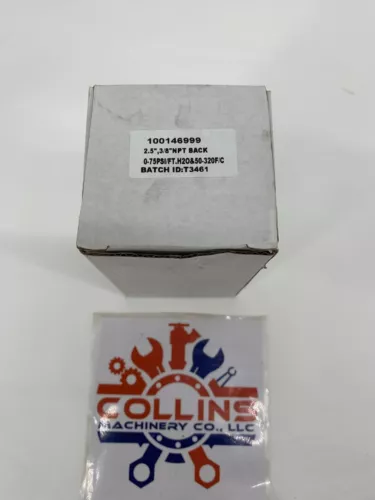 100146999
2.5",3/8"NPT BACK
0-75PSI/FT.H2O&50-320F/C
BATCH ID:T3461
COLLINS
MACHINERY CO., LLC